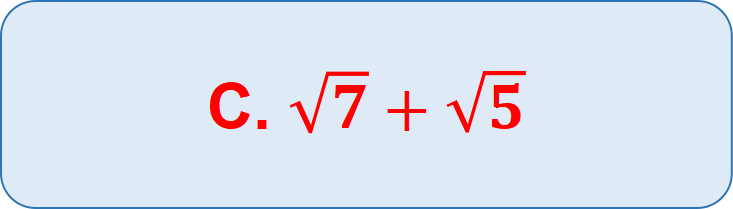 C. √7 + √5